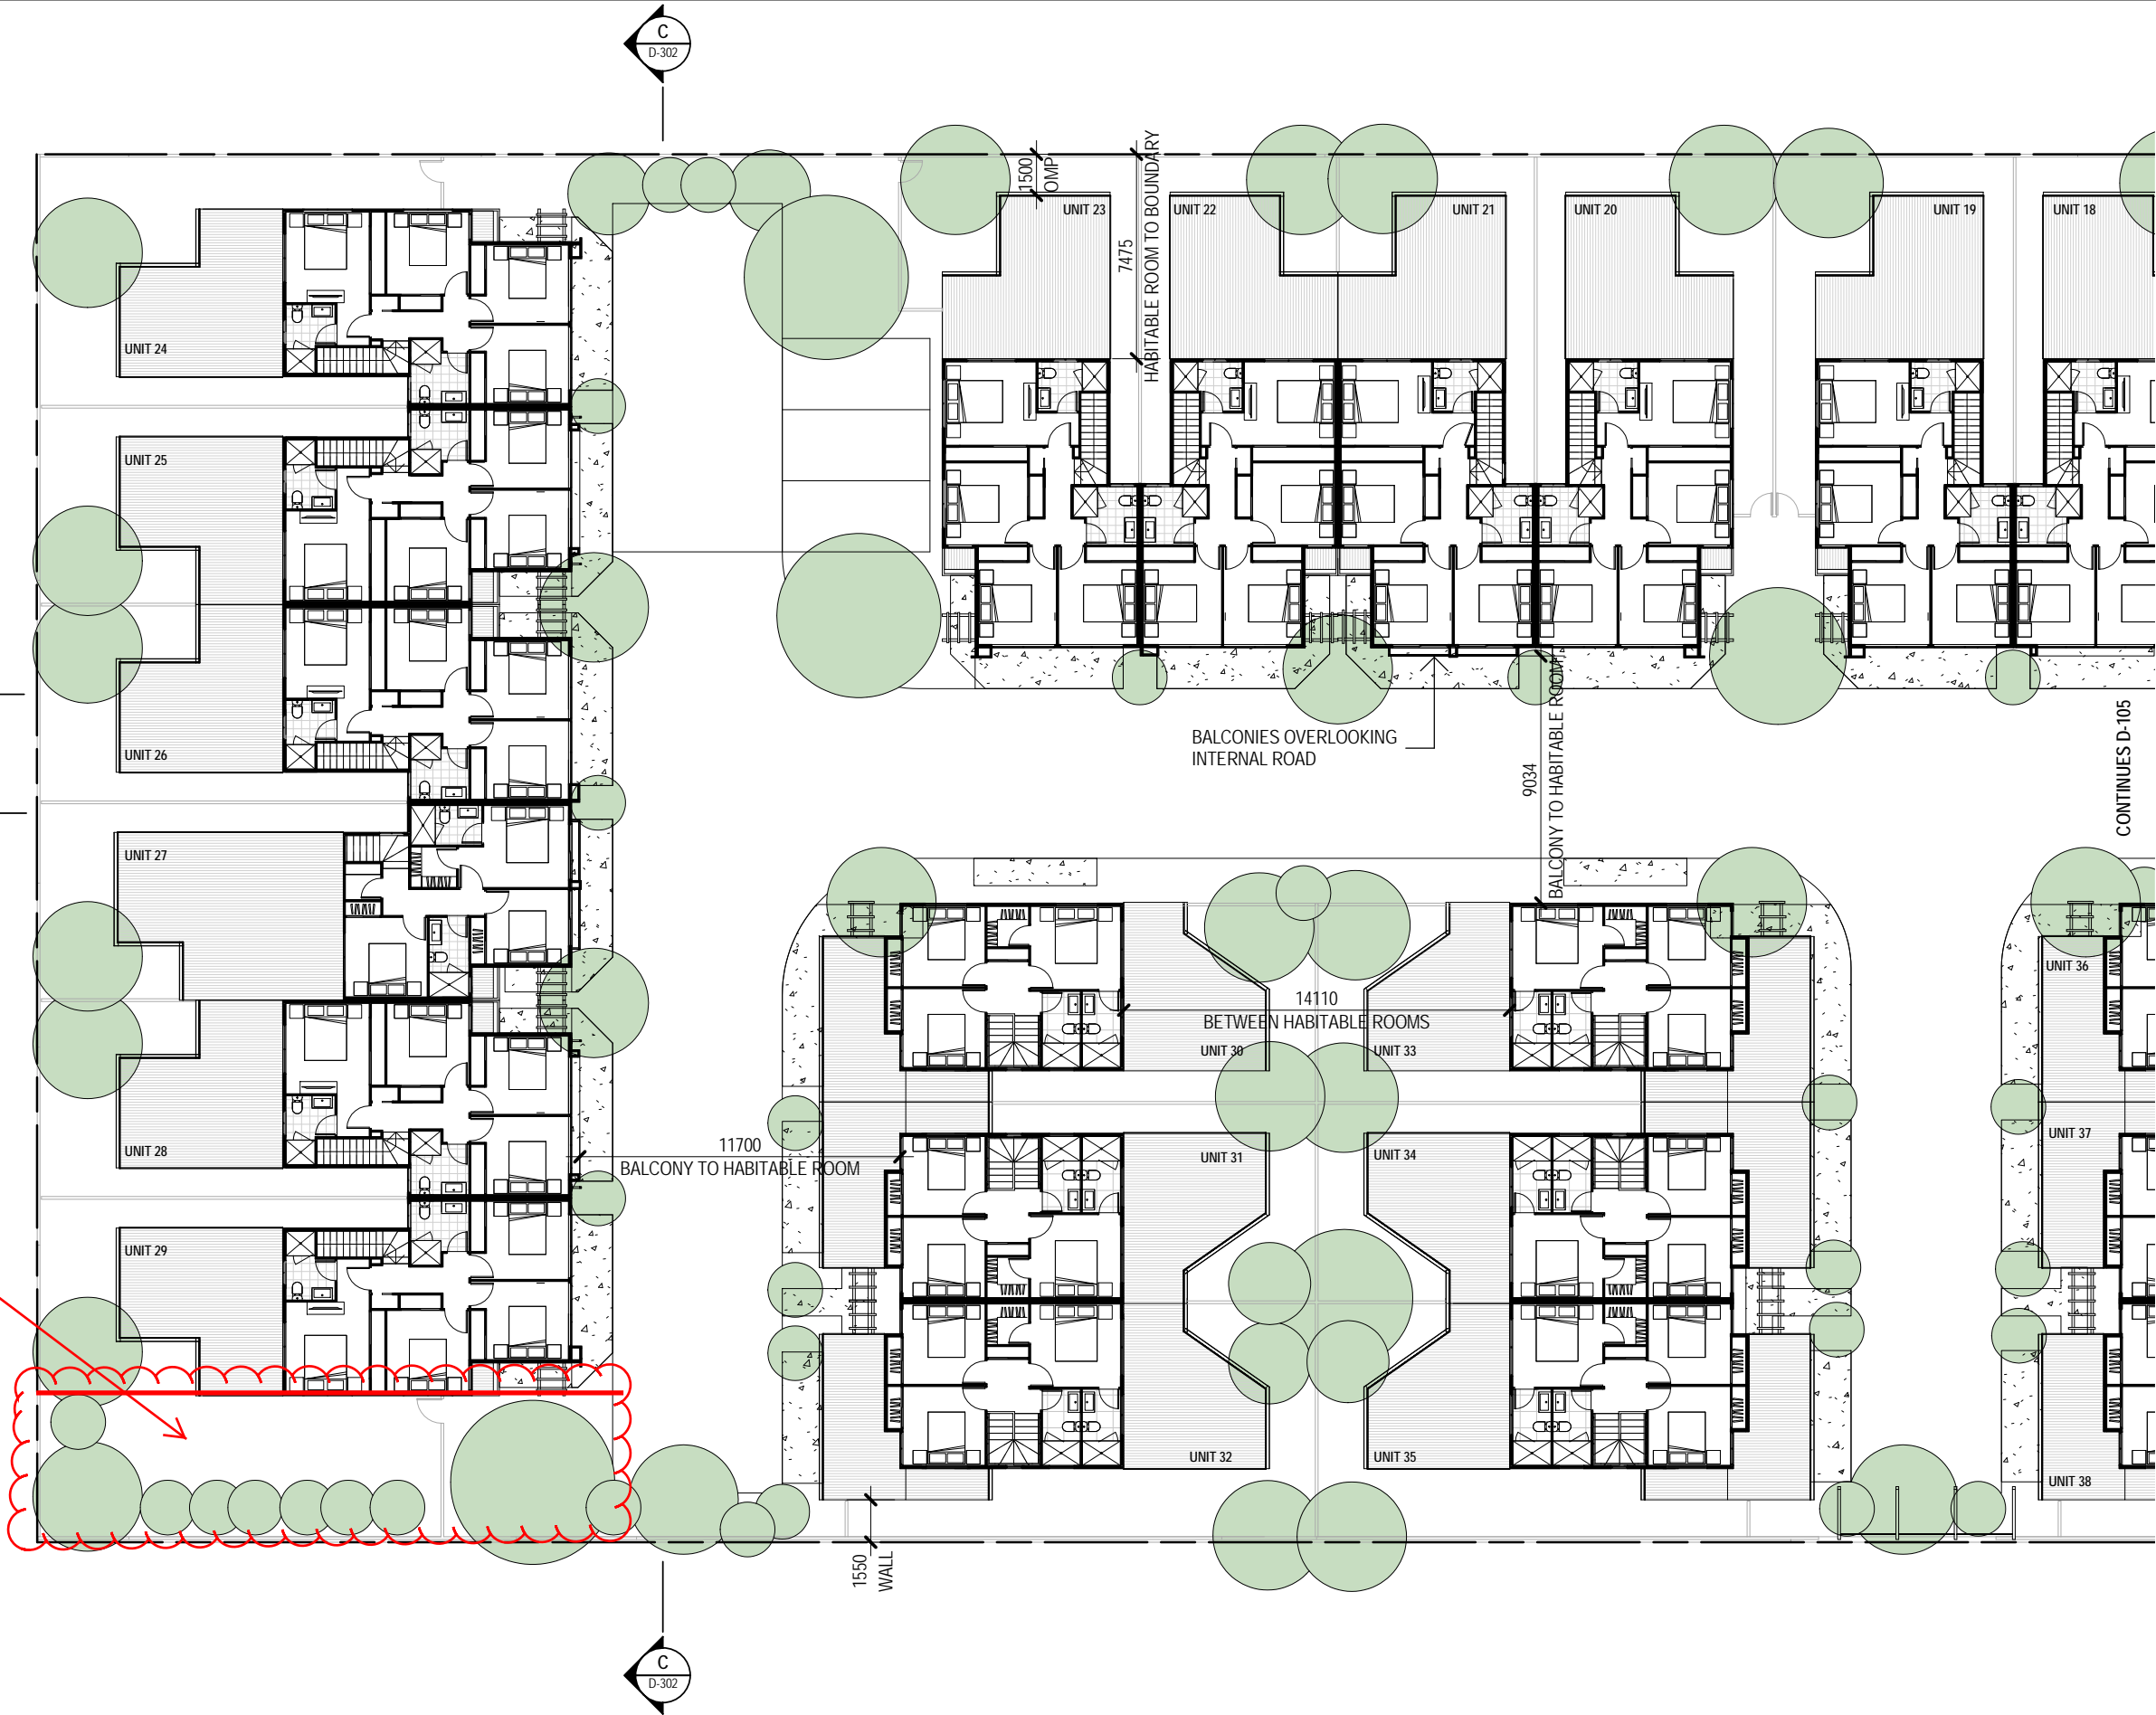 C
D-302
1500
OMP
7475
HABITABLE ROOM TO BOUNDARY
UNIT 23
UNIT 22
UNIT 21
UNIT 20
UNIT 19
UNIT 18
UNIT 24
UNIT 25
UNIT 26
UNIT 27
UNIT 28
UNIT 29
BALCONIES OVERLOOKING
INTERNAL ROAD
9034
BALCONY TO HABITABLE ROOM
CONTINUES D-105
14110
BETWEEN HABITABLE ROOMS
UNIT 30
UNIT 33
UNIT 36
11700
BALCONY TO HABITABLE ROOM
UNIT 31
UNIT 34
UNIT 37
UNIT 32
UNIT 35
UNIT 38
1550
WALL
C
D-302